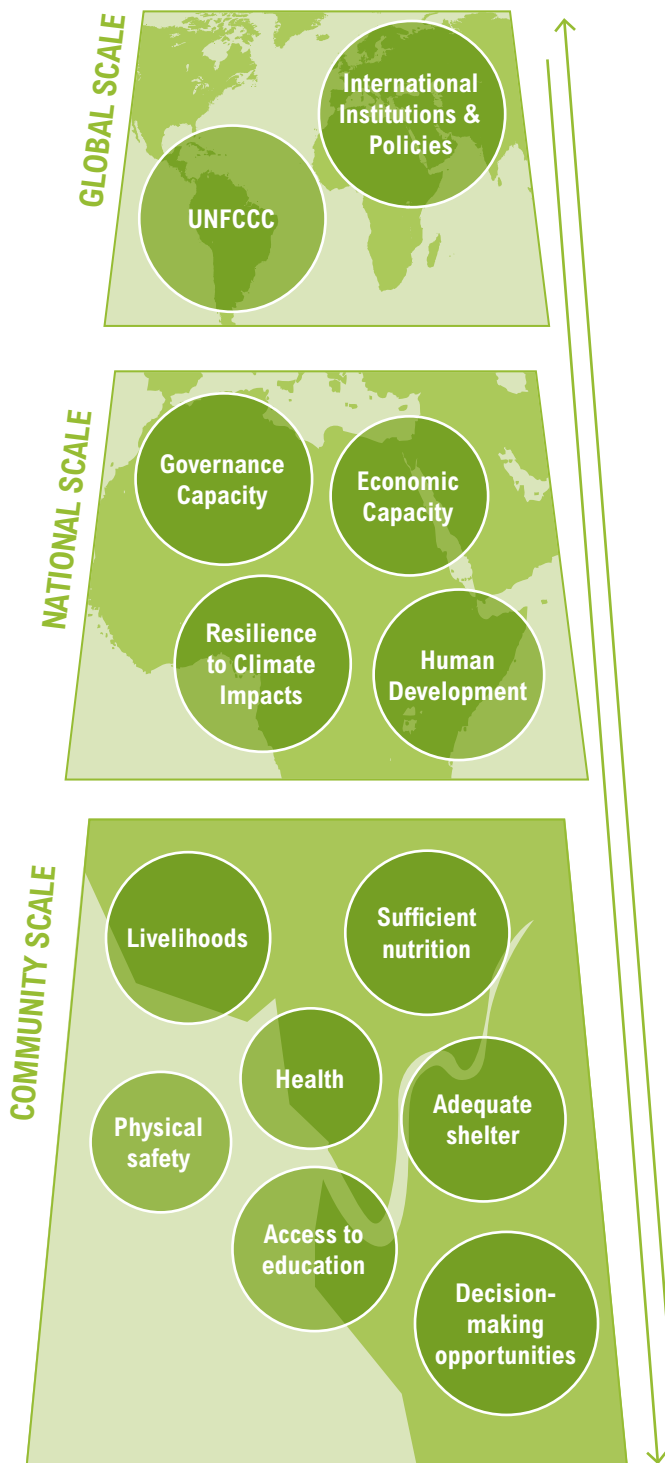 GLOBAL SCALE
International
Institutions &
Policies
UNFCCC
NATIONAL SCALE
Governance
Capacity
Economic
Capacity
Resilience
to Climate
Impacts
Human
Development
COMMUNITY SCALE
Livelihoods
Sufficient
nutrition
Health
Physical
safety
Adequate
shelter
Access to
education
Decision-
making
opportunities